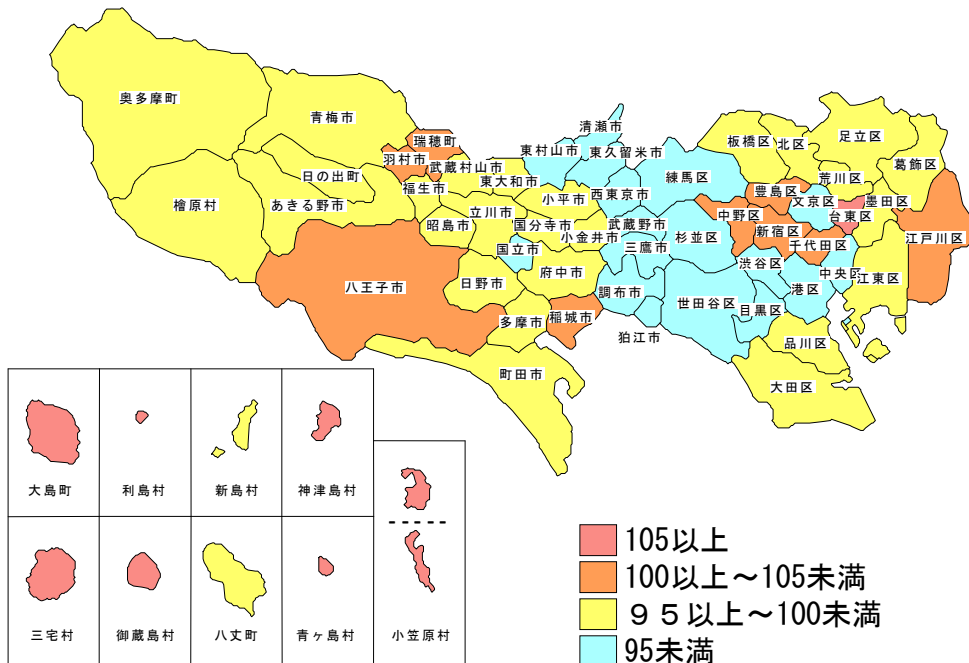 奥多摩町
青梅市
瑞穂町
羽村市
武蔵村山市
東村山市
清瀬市
東久留米市
練馬区
板橋区
北区
足立区
葛飾区
荒川区
日の出町
東大和市
西東京市
豊島区
文京区
墨田区
台東区
檜原村
あきる野市
福生市
立川市
小平市
昭島市
国分寺市
小金井市
武蔵野市
中野区
新宿区
千代田区
江戸川区
国立市
三鷹市
杉並区
渋谷区
中央区
江東区
八王子市
日野市
府中市
調布市
世田谷区
目黒区
港区
多摩市
稲城市
狛江市
品川区
町田市
大田区
大島町
利島村
新島村
神津島村
三宅村
御蔵島村
八丈町
青ヶ島村
小笠原村
105以上
100以上～105未満
９５以上～100未満
95未満